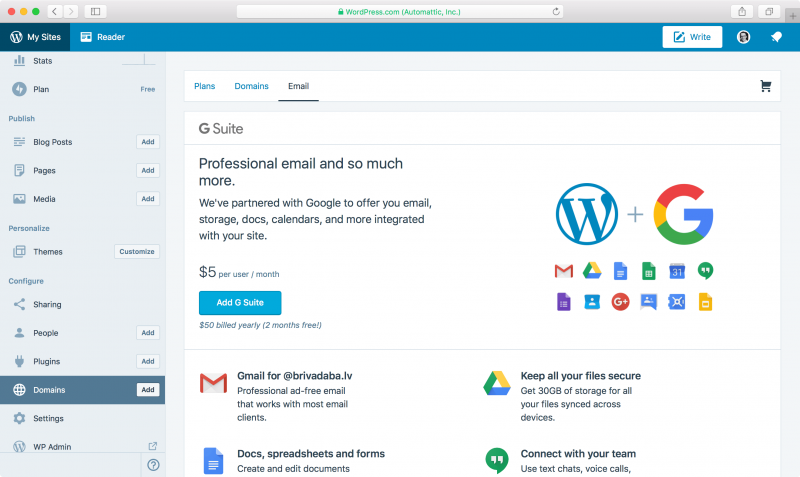 WordPress.com (Automattic, Inc.)
My Sites
Reader
Write
Stats
Plan
Free
Publish
Blog Posts
Add
Pages
Add
Media
Add
Personalize
Themes
Customize
Configure
Sharing
People
Add
Plugins
Add
Domains
Add
Settings
WP Admin
Plans
Domains
Email
G Suite
Professional email and so much
more.
We've partnered with Google to offer you email,
storage, docs, calendars, and more integrated
with your site.
$5 per user / month
Add G Suite
$50 billed yearly (2 months free!)
31
Gmail for @brivadaba.lv
Professional ad-free email
that works with most email
clients.
Keep all your files secure
Get 30GB of storage for all
your files synced across
devices.
Docs, spreadsheets and forms
Create and edit documents
Connect with your team
Use text chats, voice calls,